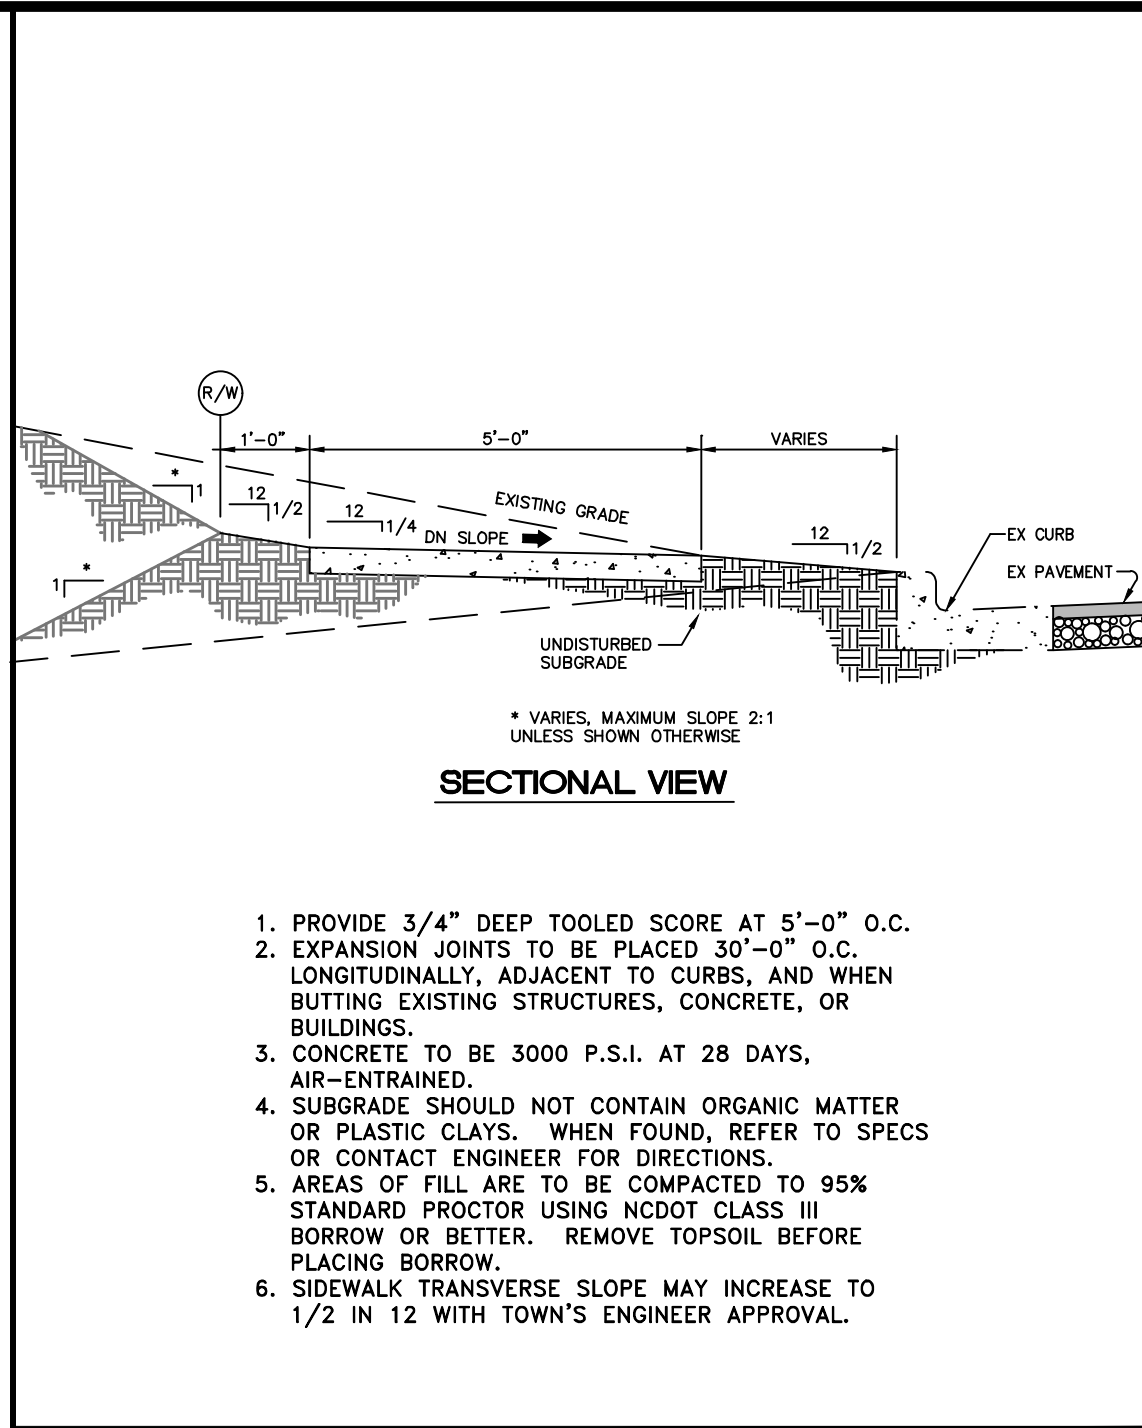 R/W
1'-0"
5'-0"
VARIES
*
1
12
1/2
12
1/4
EXISTING GRADE
DN SLOPE
12
1/2
EX CURB
EX PAVEMENT
*
1
UNDISTURBED
SUBGRADE
* VARIES, MAXIMUM SLOPE 2:1
UNLESS SHOWN OTHERWISE
SECTIONAL VIEW
1. PROVIDE 3/4" DEEP TOOLED SCORE AT 5'-0" O.C.
2. EXPANSION JOINTS TO BE PLACED 30'-0" O.C.
LONGITUDINALLY, ADJACENT TO CURBS, AND WHEN
BUTTING EXISTING STRUCTURES, CONCRETE, OR
BUILDINGS.
3. CONCRETE TO BE 3000 P.S.I. AT 28 DAYS,
AIR-ENTRAINED.
4. SUBGRADE SHOULD NOT CONTAIN ORGANIC MATTER
OR PLASTIC CLAYS. WHEN FOUND, REFER TO SPECS
OR CONTACT ENGINEER FOR DIRECTIONS.
5. AREAS OF FILL ARE TO BE COMPACTED TO 95%
STANDARD PROCTOR USING NCDOT CLASS III
BORROW OR BETTER. REMOVE TOPSOIL BEFORE
PLACING BORROW.
6. SIDEWALK TRANSVERSE SLOPE MAY INCREASE TO
1/2 IN 12 WITH TOWN'S ENGINEER APPROVAL.